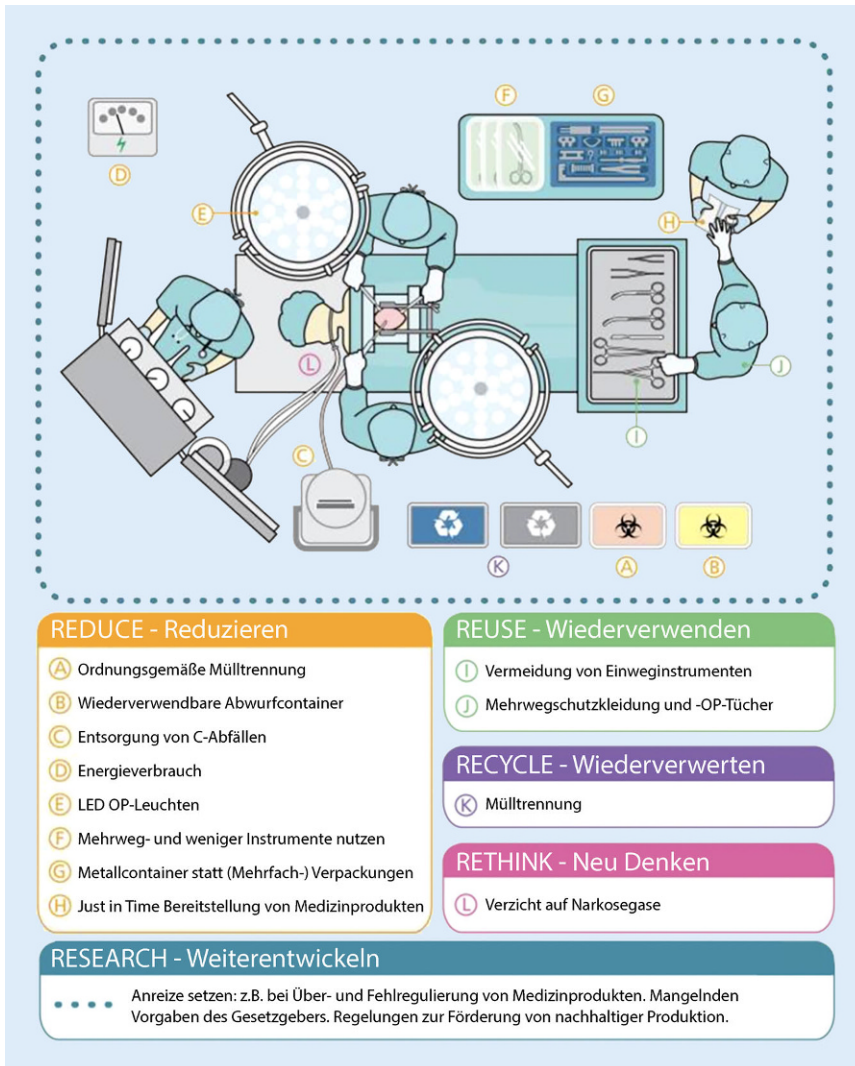 F
G
D
E
H
L
J
I
C
K
A
B
REDUCE - Reduzieren
A Ordnungsgemäße Mülltrennung
B Wiederverwendbare Abwurfcontainer
C Entsorgung von C-Abfällen
D Energieverbrauch
E LED OP-Leuchten
F Mehrweg- und weniger Instrumente nutzen
G Metallcontainer statt (Mehrfach-) Verpackungen
H Just in Time Bereitstellung von Medizinprodukten
REUSE - Wiederverwenden
I Vermeidung von Einweginstrumenten
J Mehrwegschutzkleidung und -OP-Tücher
RECYCLE - Wiederverwerten
K Mülltrennung
RETHINK - Neu Denken
L Verzicht auf Narkosegase
RESEARCH - Weiterentwickeln
Anreize setzen: z.B. bei Über- und Fehlregulierung von Medizinprodukten. Mangelnden
Vorgaben des Gesetzgebers. Regelungen zur Förderung von nachhaltiger Produktion.